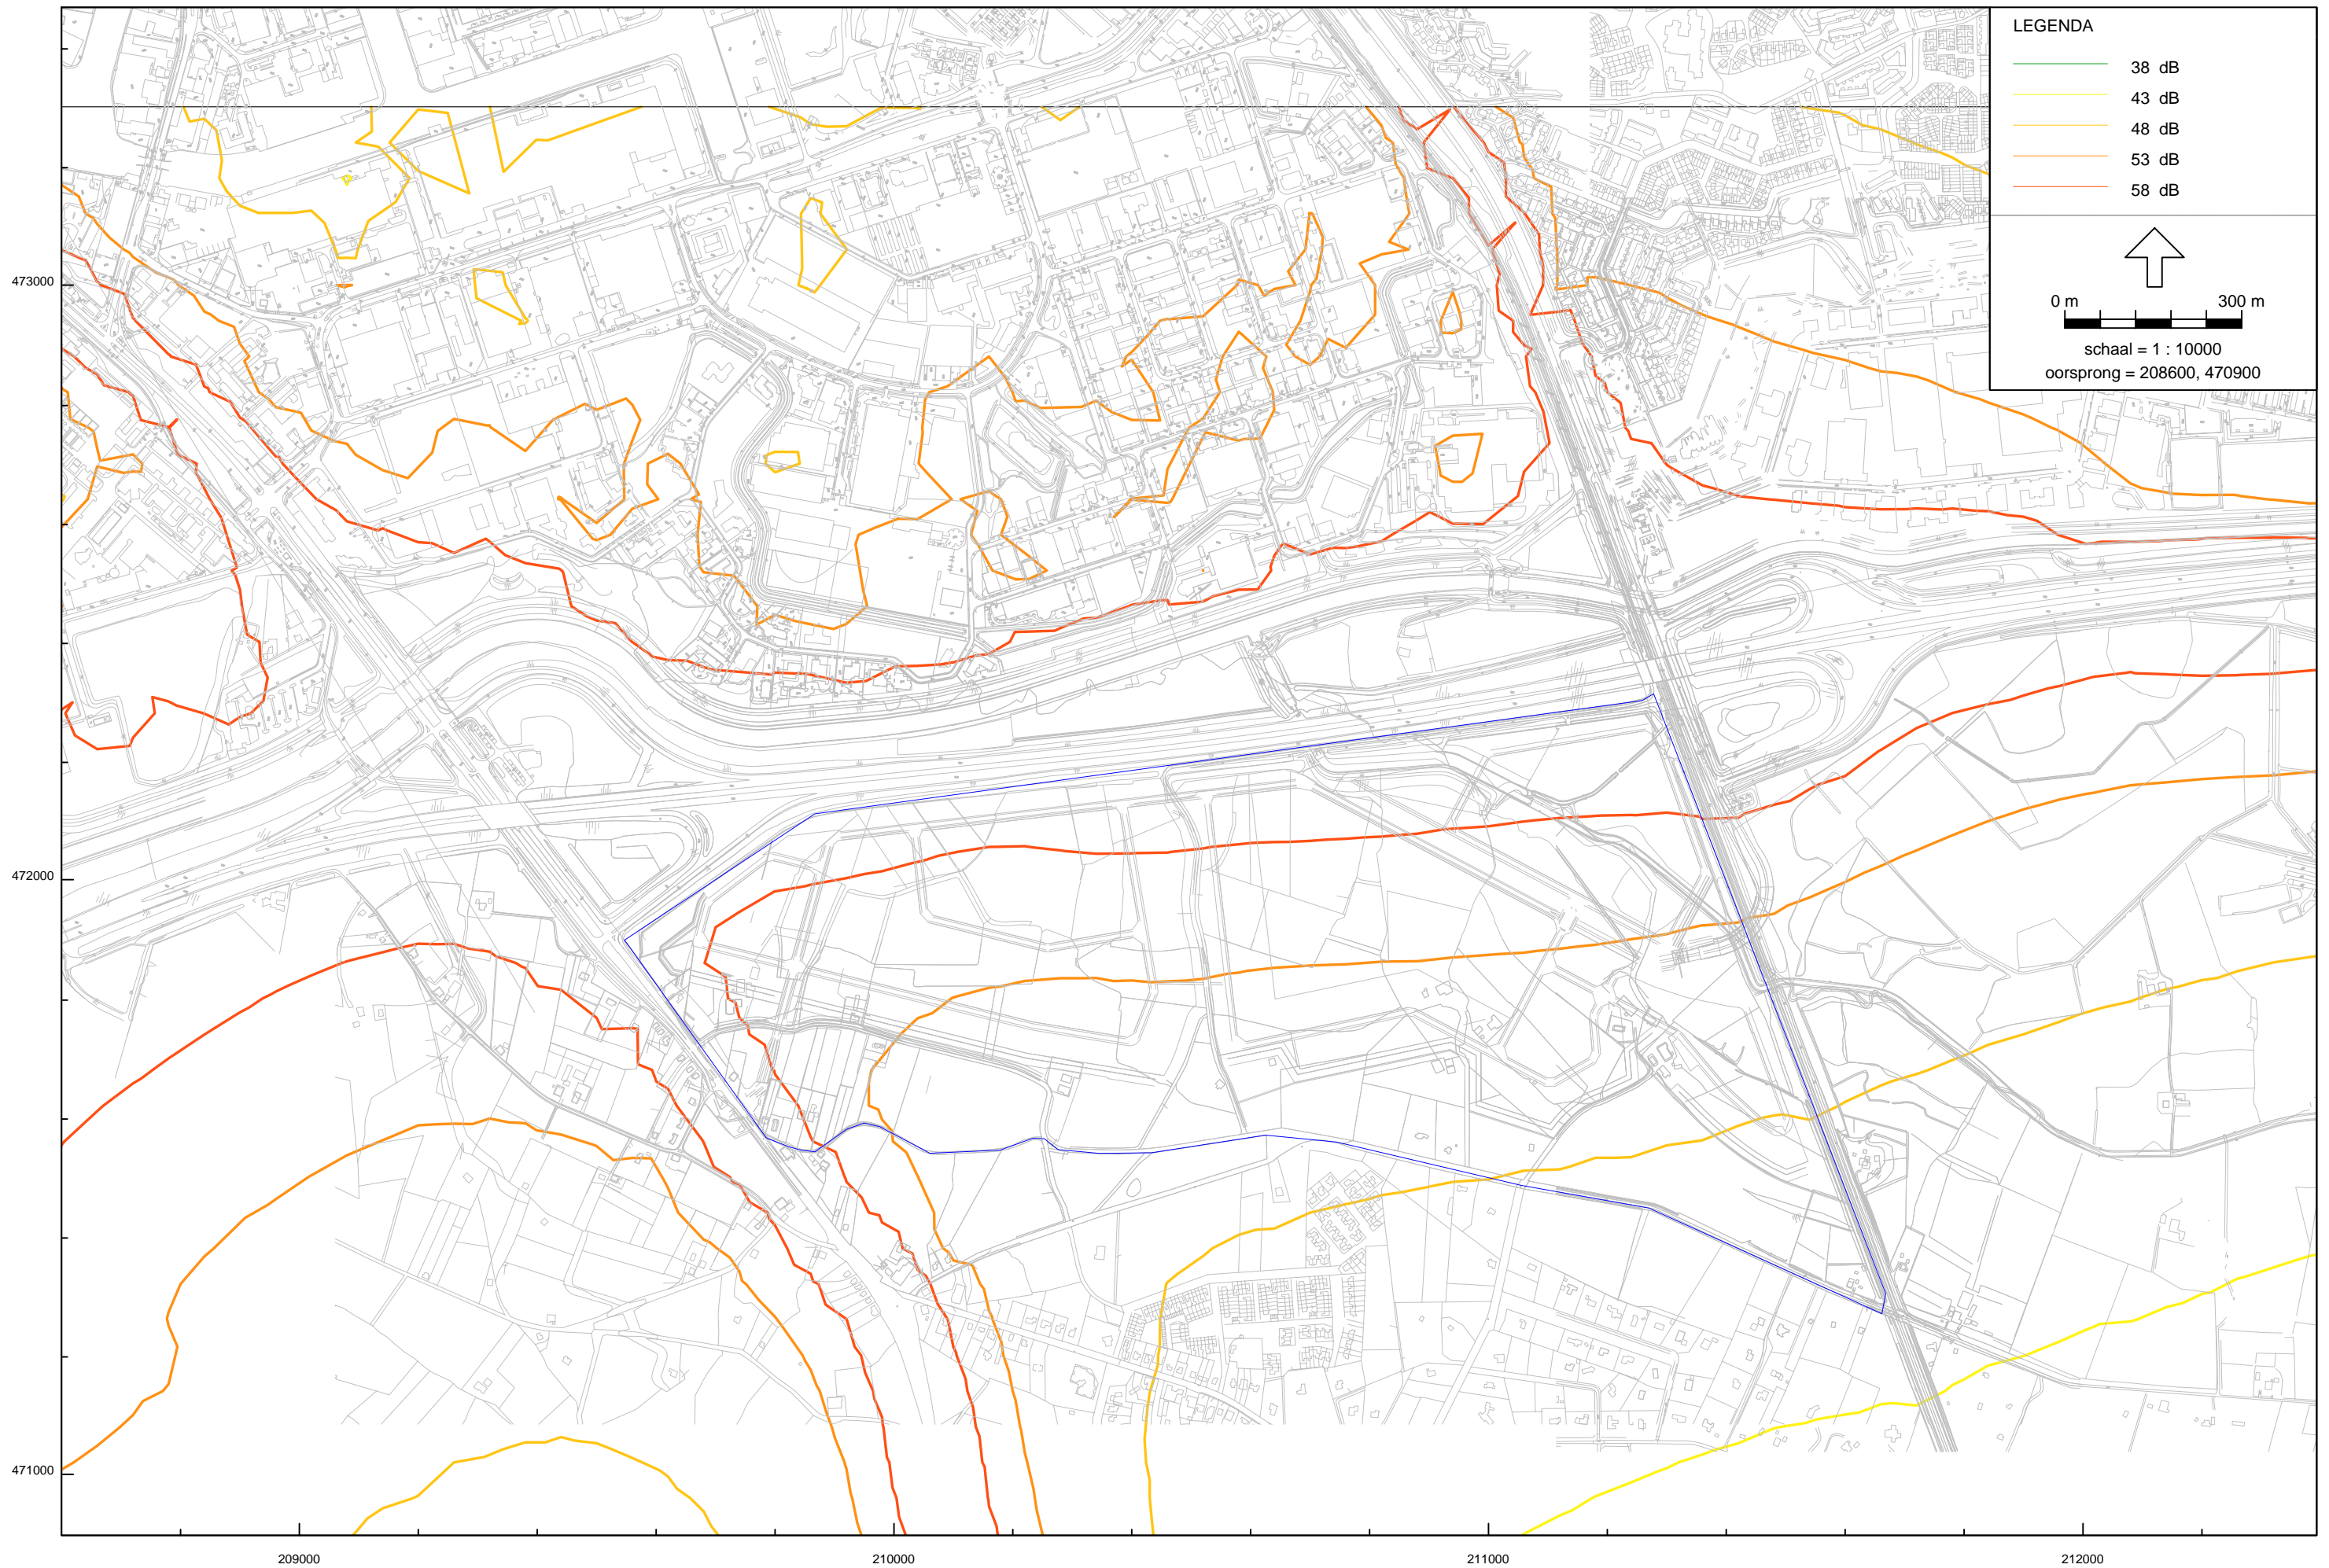 LEGENDA
38 dB
43 dB
48 dB
53 dB
58 dB
0 m 300 m
schaal = 1 : 10000
oorsprong = 208600, 470900
473000
472000
471000
209000 210000 211000 212000